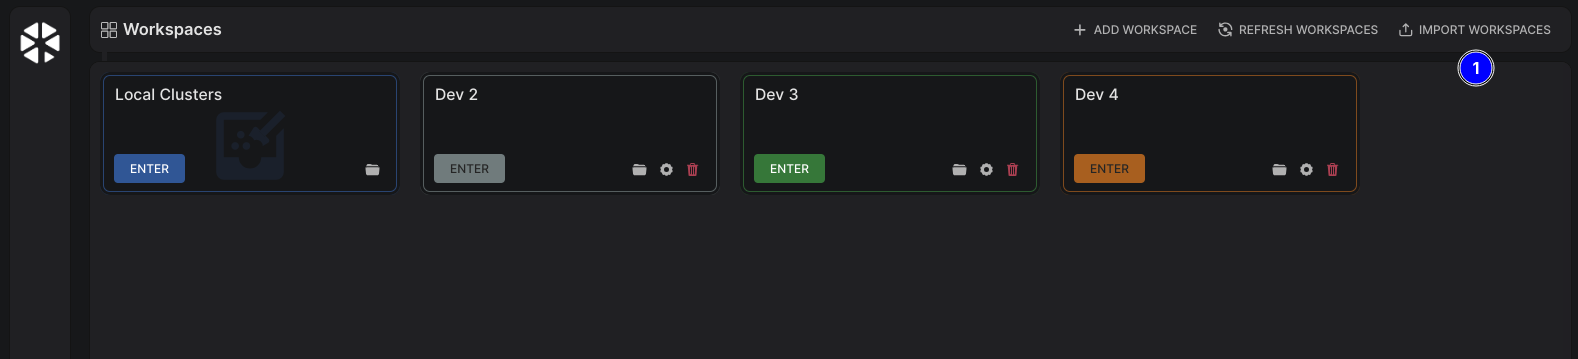 Workspaces
ADD WORKSPACE
REFRESH WORKSPACES
IMPORT WORKSPACES
1
Local Clusters
ENTER
Dev 2
ENTER
Dev 3
ENTER
Dev 4
ENTER